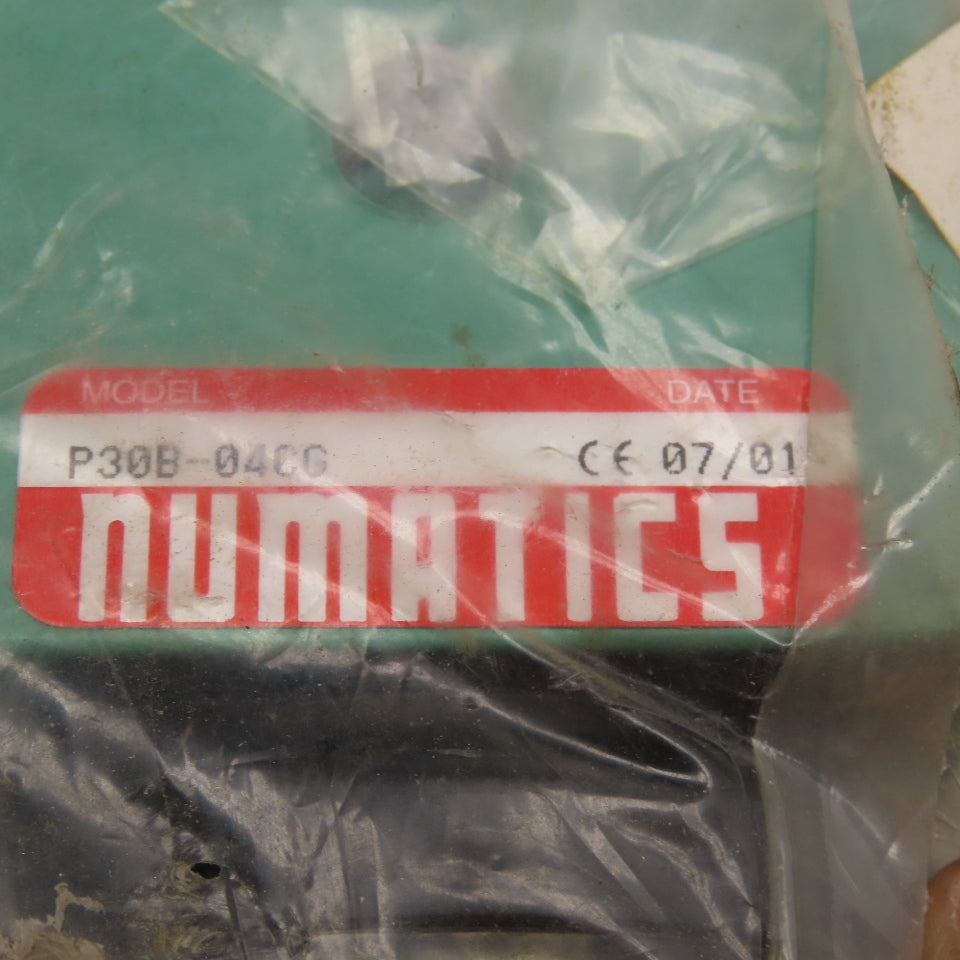 MODEL DATE
P30B-04CG CE 07/01
NUMATICS